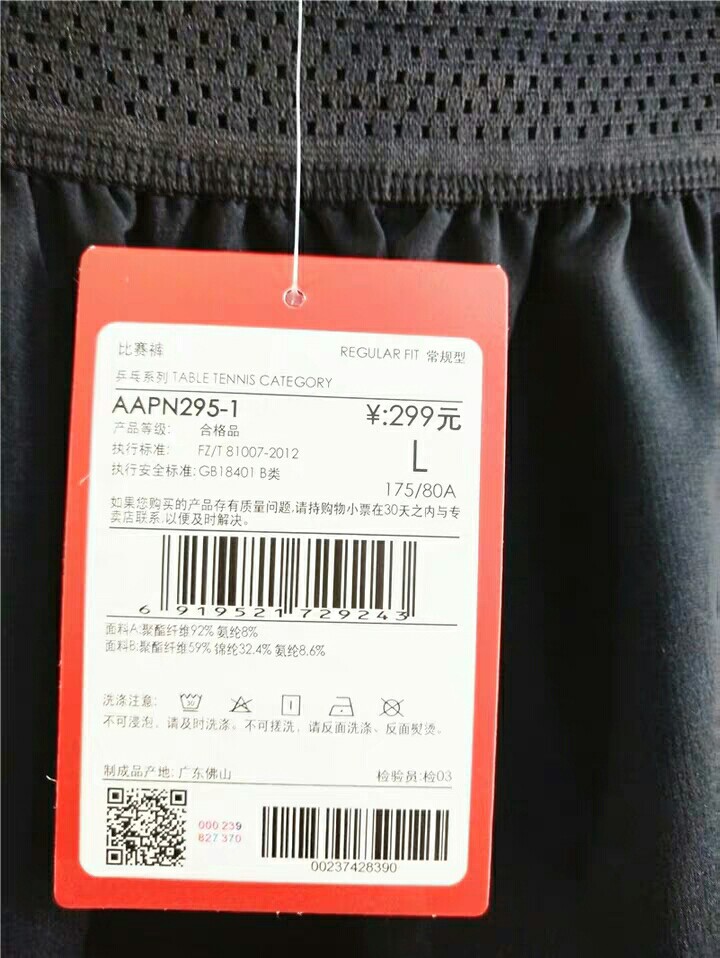 比赛裤 REGULAR FIT 常规型
乒乓系列 TABLE TENNIS CATEGORY
AAPN295-1 ¥:299元
产品等级: 合格品
执行标准: FZ/T 81007-2012 L
执行安全标准:GB18401 B类
175/80A
如果您购买的产品存有质量问题,请持购物小票在30天之内与专
卖店联系,以便及时解决。
6 919521 729243
面料A:聚酯纤维92% 氨纶8%
面料B:聚酯纤维59% 锦纶32.4% 氨纶8.6%
洗涤注意: 30
不可浸泡，请及时洗涤。不可搓洗，请反面洗涤、反面熨烫。
制成品产地: 广东佛山 检验员:检03
000 239
827 370
00237428390